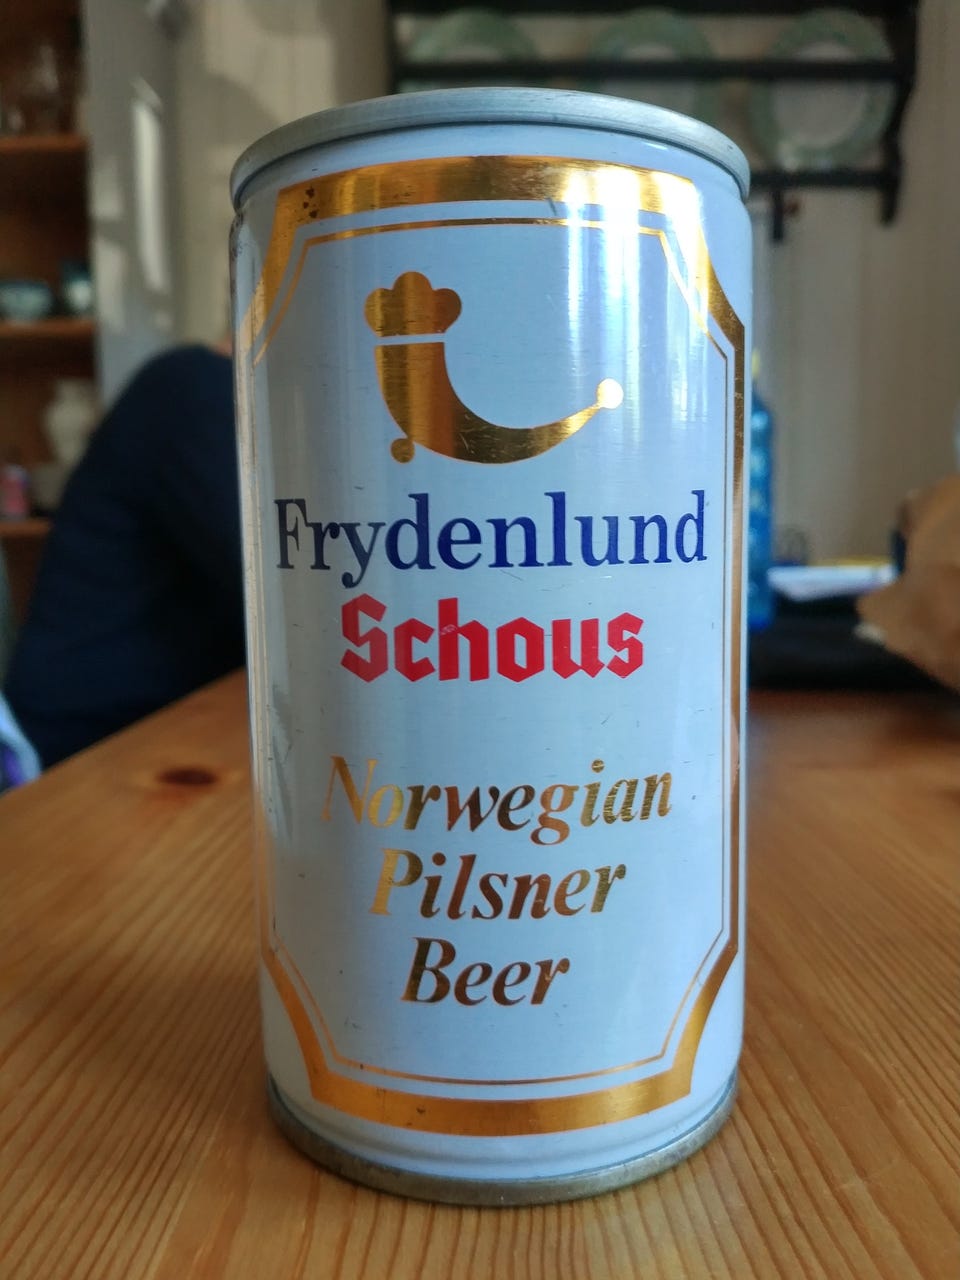 Frydenlund
Schous
Norwegian
Pilsner
Beer